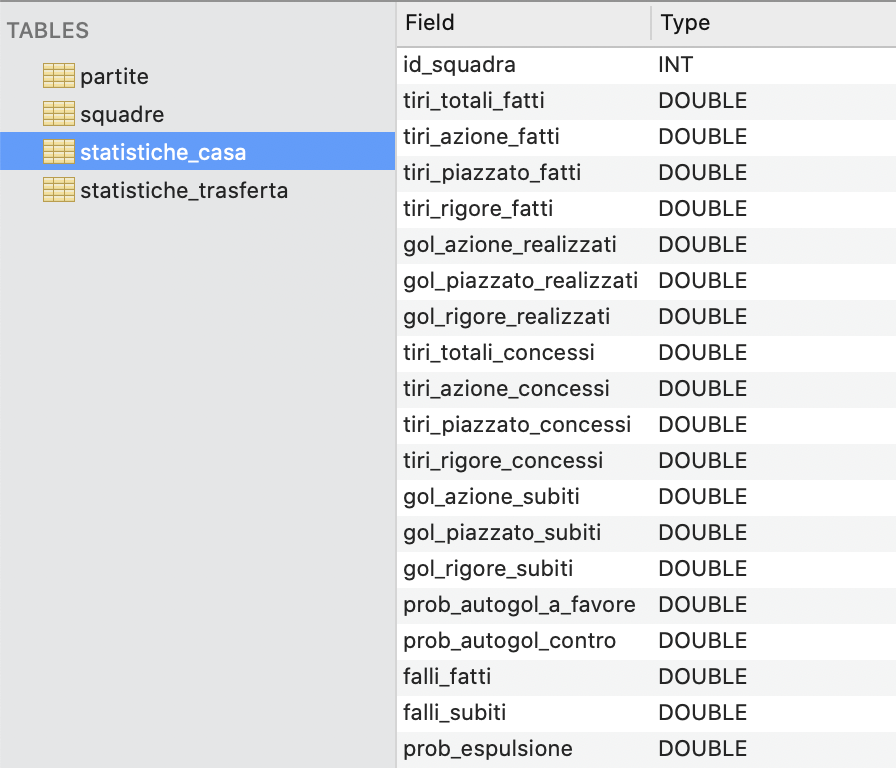 TABLES
partite
squadre
statistiche_casa
statistiche_trasferta
Field Type
id_squadra INT
tiri_totali_fatti DOUBLE
tiri_azione_fatti DOUBLE
tiri_piazzato_fatti DOUBLE
tiri_rigore_fatti DOUBLE
gol_azione_realizzati DOUBLE
gol_piazzato_realizzati DOUBLE
gol_rigore_realizzati DOUBLE
tiri_totali_concessi DOUBLE
tiri_azione_concessi DOUBLE
tiri_piazzato_concessi DOUBLE
tiri_rigore_concessi DOUBLE
gol_azione_subiti DOUBLE
gol_piazzato_subiti DOUBLE
gol_rigore_subiti DOUBLE
prob_autogol_a_favore DOUBLE
prob_autogol_contro DOUBLE
falli_fatti DOUBLE
falli_subiti DOUBLE
prob_espulsione DOUBLE